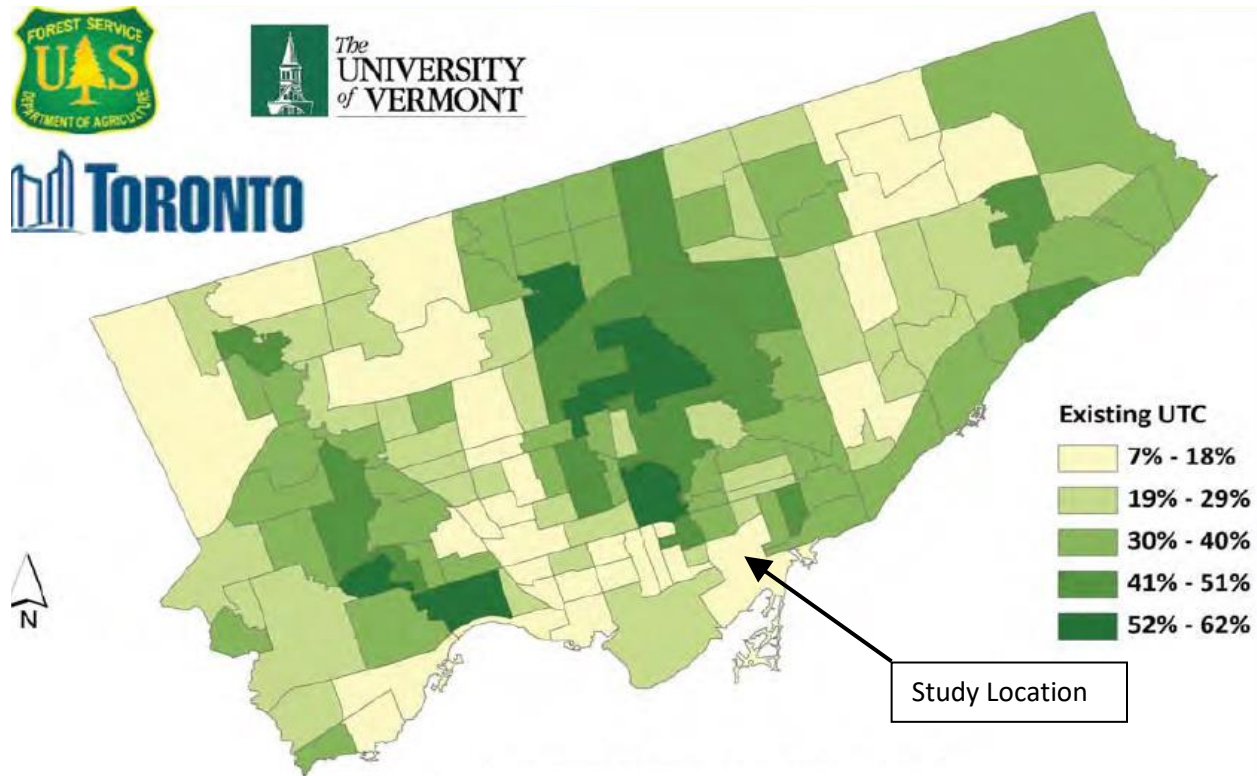 FOREST SERVICE
UAS
DEPARTMENT OF AGRICULTURE
The
UNIVERSITY
of VERMONT
TORONTO
N
Existing UTC
7% - 18%
19% - 29%
30% - 40%
41% - 51%
52% - 62%
Study Location